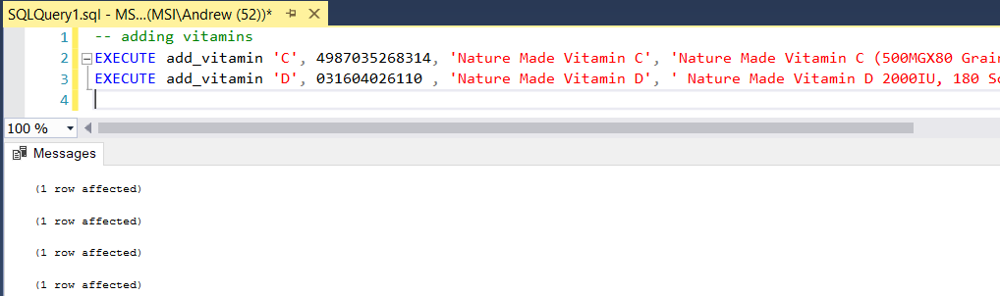 SQLQuery1.sql - MS...(MSI\Andrew (52))*
1 -- adding vitamins
2 EXECUTE add_vitamin 'C', 4987035268314, 'Nature Made Vitamin C', 'Nature Made Vitamin C (500MGX80 Grain
3 EXECUTE add_vitamin 'D', 031604026110 , 'Nature Made Vitamin D', ' Nature Made Vitamin D 2000IU, 180 So
4
100 %
Messages
(1 row affected)
(1 row affected)
(1 row affected)
(1 row affected)